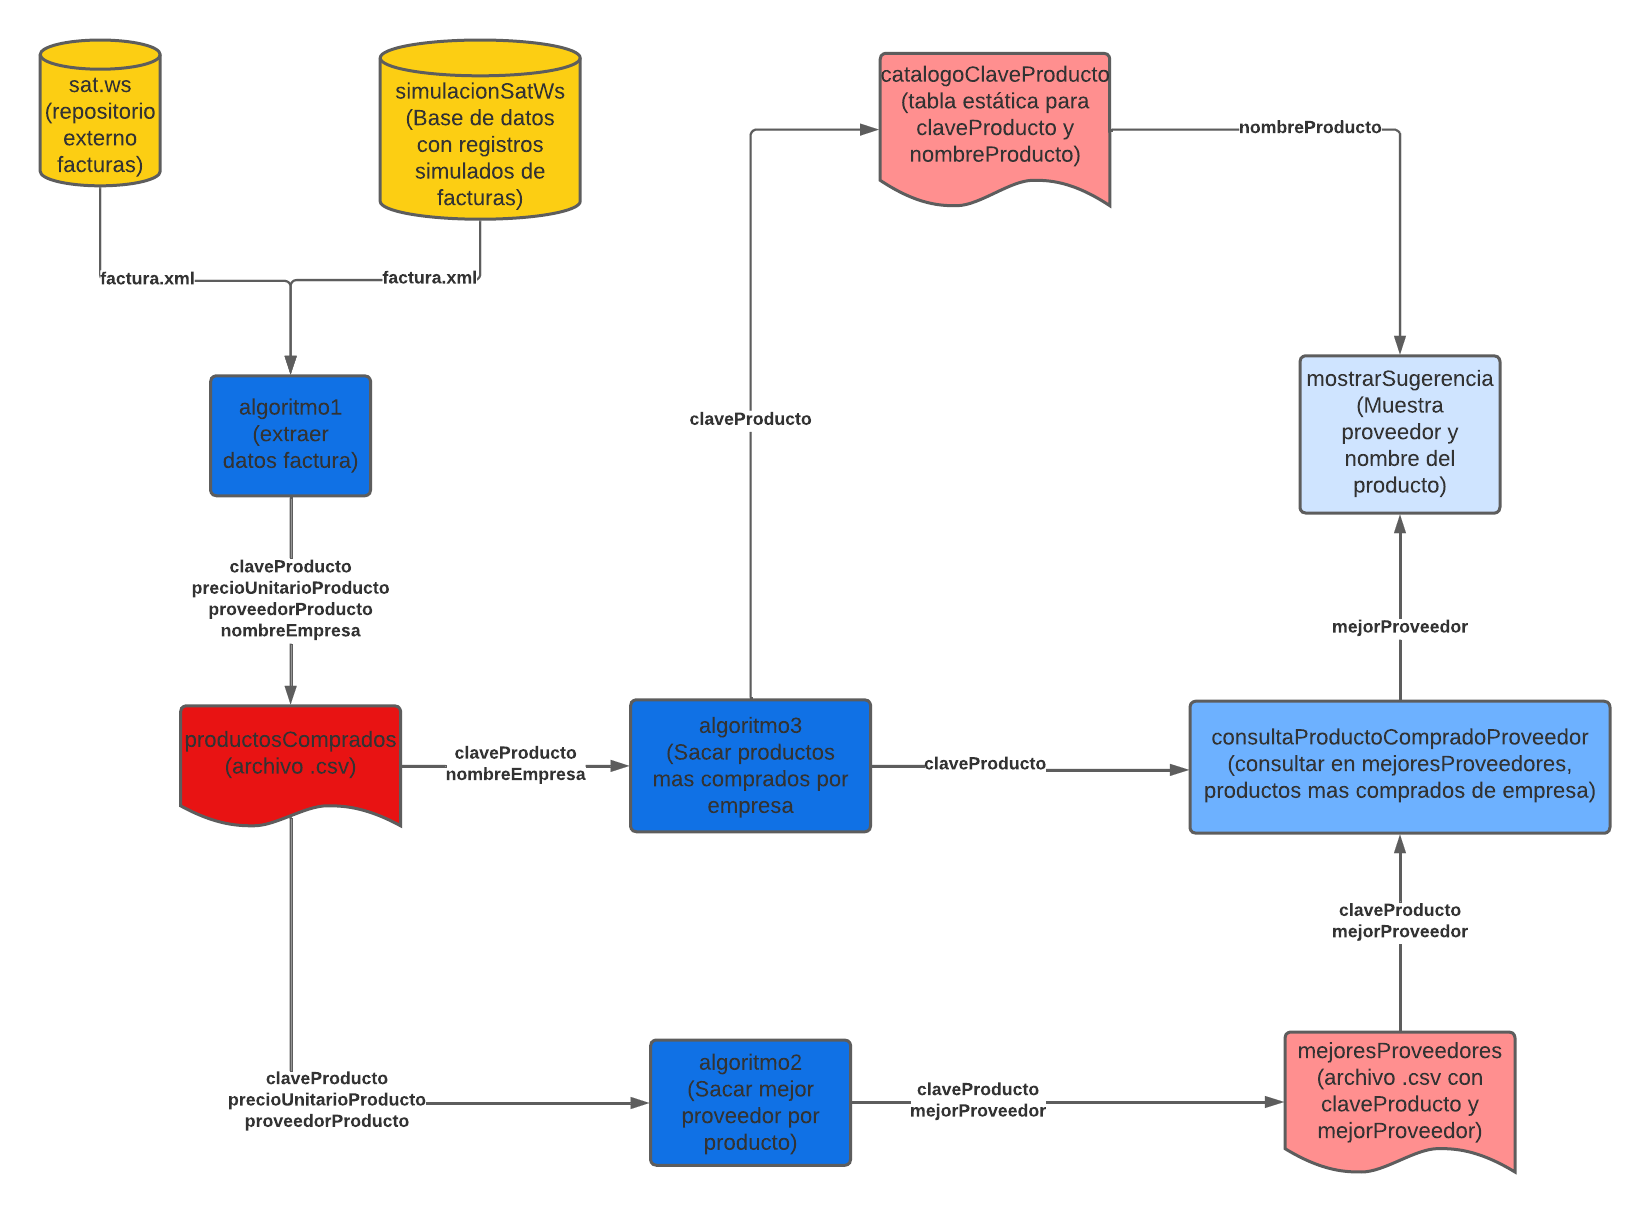 sat.ws
(repositorio
externo
facturas)
simulacionSatWs
(Base de datos
con registros
simulados de
facturas)
catalogoClaveProducto
(tabla estática para
claveProducto y
nombreProducto)
nombreProducto
factura.xml
factura.xml
algoritmo1
(extraer
datos factura)
mostrarSugerencia
(Muestra
proveedor y
nombre del
producto)
claveProducto
claveProducto
precioUnitarioProducto
proveedorProducto
nombreEmpresa
mejorProveedor
productosComprados
(archivo .csv)
claveProducto
nombreEmpresa
algoritmo3
(Sacar productos
mas comprados por
empresa
claveProducto
consultaProductoCompradoProveedor
(consultar en mejoresProveedores,
productos mas comprados de empresa)
claveProducto
mejorProveedor
claveProducto
precioUnitarioProducto
proveedorProducto
algoritmo2
(Sacar mejor
proveedor por
producto)
claveProducto
mejorProveedor
mejoresProveedores
(archivo .csv con
claveProducto y
mejorProveedor)